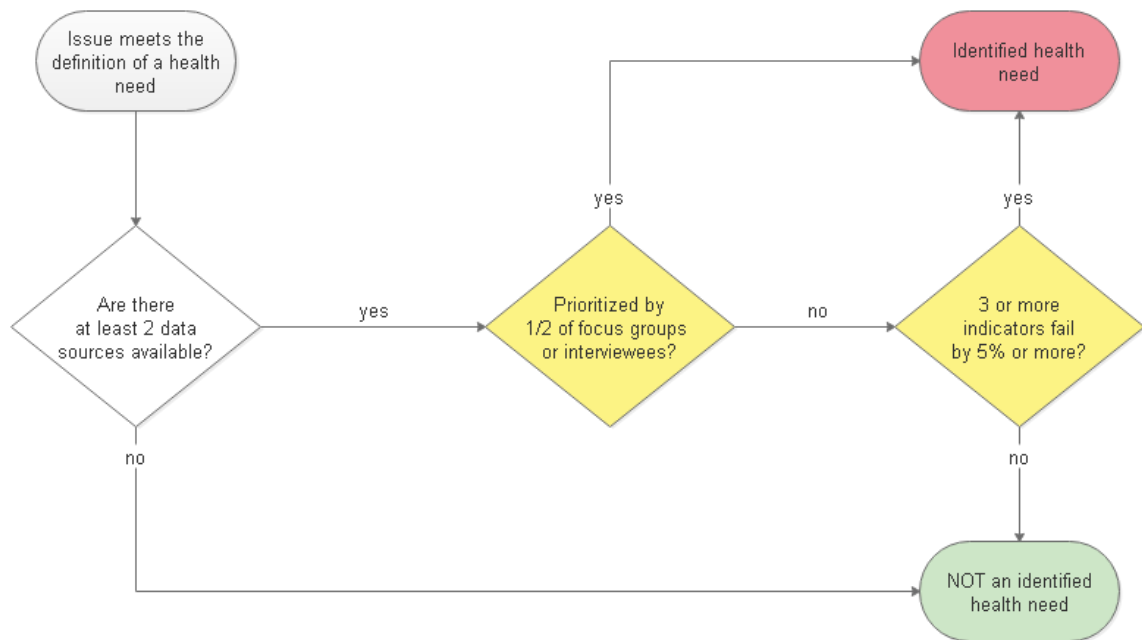 Issue meets the
definition of a health
need
Are there
at least 2 data
sources available?
yes
no
Prioritized by
1/2 of focus groups
or interviewees?
yes
no
3 or more
indicators fail
by 5% or more?
yes
no
Identified health
need
NOT an identified
health need